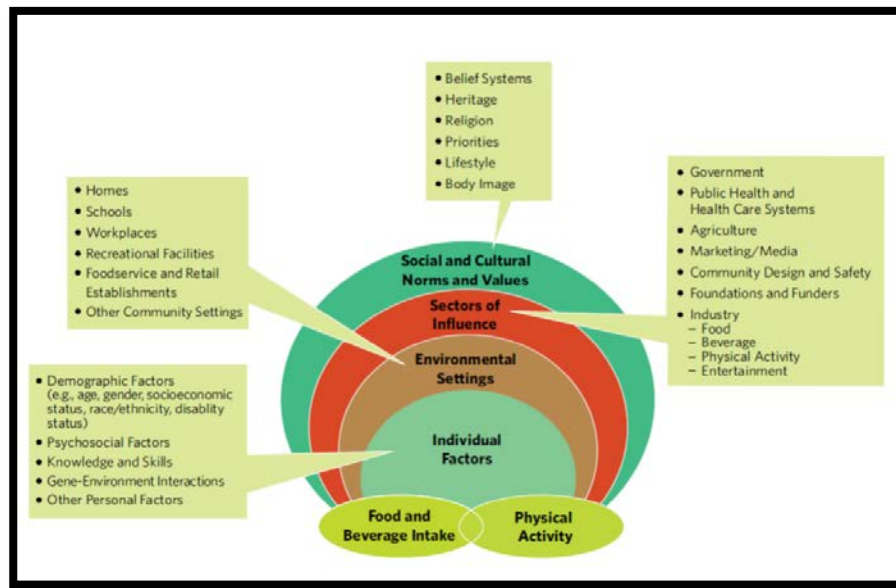 • Belief Systems
• Heritage
• Religion
• Priorities
• Lifestyle
• Body Image
• Homes
• Schools
• Workplaces
• Recreational Facilities
• Foodservice and Retail
Establishments
• Other Community Settings
• Government
• Public Health and
Health Care Systems
• Agriculture
• Marketing/Media
• Community Design and Safety
• Foundations and Funders
• Industry
– Food
– Beverage
– Physical Activity
– Entertainment
• Demographic Factors
(e.g., age, gender, socioeconomic
status, race/ethnicity, disablity
status)
• Psychosocial Factors
• Knowledge and Skills
• Gene-Environment Interactions
• Other Personal Factors
Social and Cultural
Norms and Values
Sectors of
Influence
Environmental
Settings
Individual
Factors
Food and
Beverage Intake
Physical
Activity